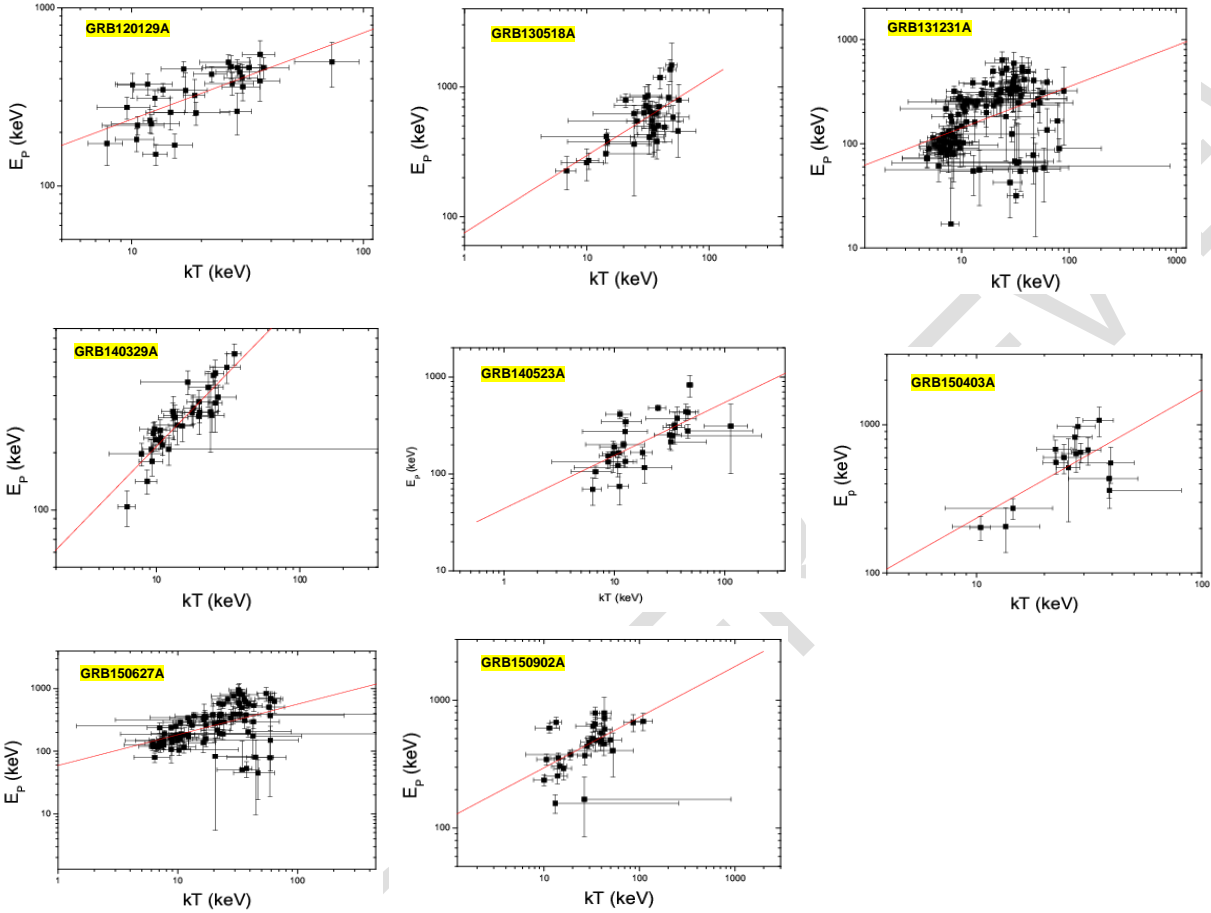 GRB120129A
1000
100
10
100
E_P (keV)
kT (keV)
GRB130518A
1000
100
1
10
100
E_P (keV)
kT (keV)
GRB131231A
1000
100
10
10
100
1000
E_P (keV)
kT (keV)
GRB140329A
100
10
100
E_P (keV)
kT (keV)
GRB140523A
1000
100
10
1
10
100
E_P (keV)
kT (keV)
GRB150403A
1000
100
10
100
E_P (keV)
kT (keV)
GRB150627A
1000
100
10
1
10
100
E_P (keV)
kT (keV)
GRB150902A
1000
100
10
100
1000
E_P (keV)
kT (keV)